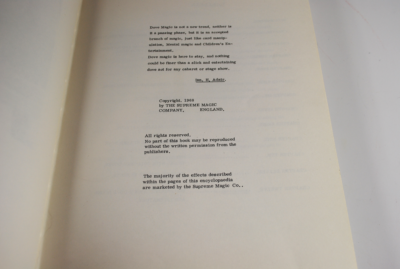 Dove Magic is not a new trend, neither is
it a passing phase, but it is an accepted
branch of magic, just like card manip-
ulation, mental magic and Children's En-
tertainment.
Dove magic is here to stay, and nothing
could be finer than a slick and entertaining
dove act for any cabaret or stage show.
Ian. H. Adair.
Copyright, 1969
by THE SUPREME MAGIC
COMPANY, ENGLAND,
All rights reserved.
No part of this book may be reproduced
without the written permission from the
publishers.
The majority of the effects described
within the pages of this encyclopaedia
are marketed by the Supreme Magic Co.,